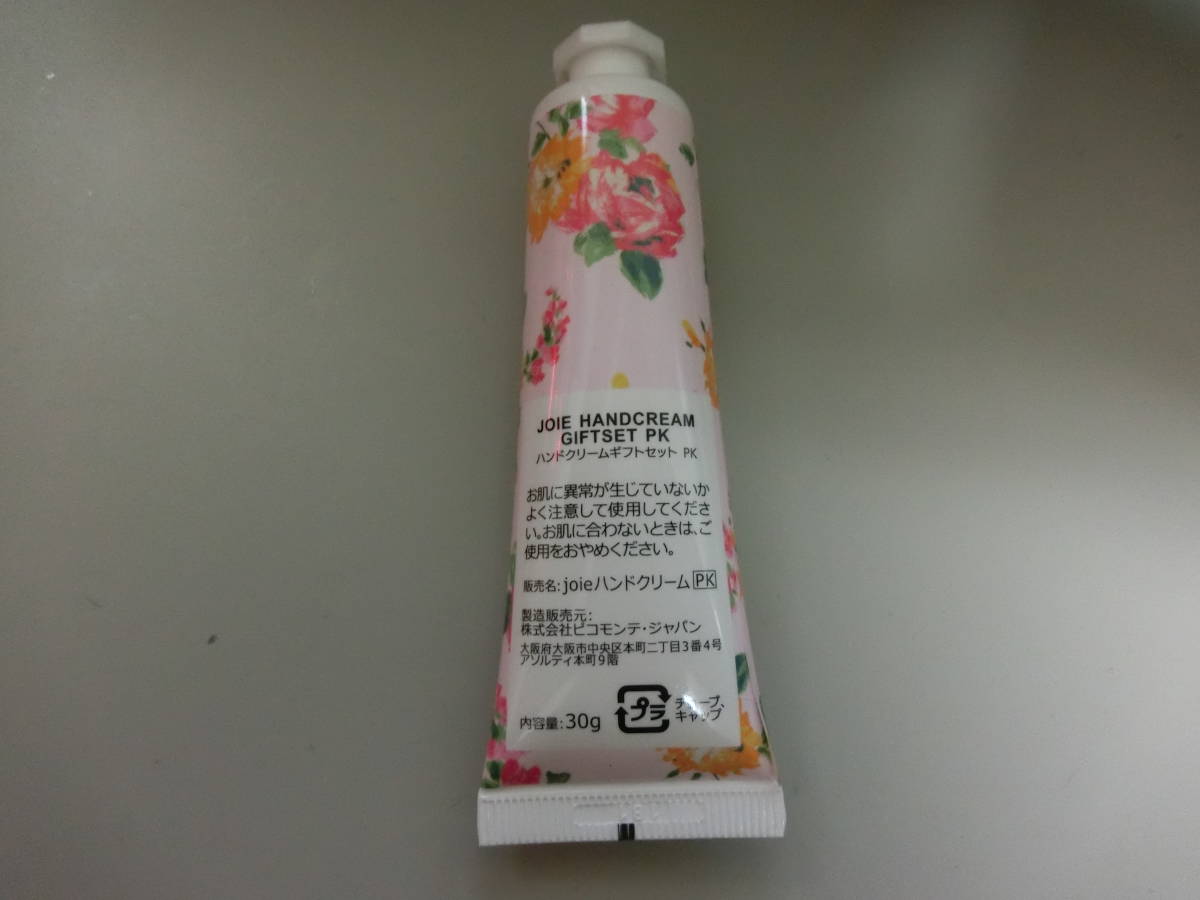 JOIE HANDCREAM
GIFTSET PK
ハンドクリームギフトセット PK
お肌に異常が生じていないか
よく注意して使用してくださ
い。お肌に合わないときは、ご
使用をおやめください。
販売名:joieハンドクリームPK
製造販売元:
株式会社ピコモンテ・ジャパン
大阪府大阪市中央区本町二丁目3番4号
アソルティ本町9階
内容量:30g
プラ
チューブ、
キャップ